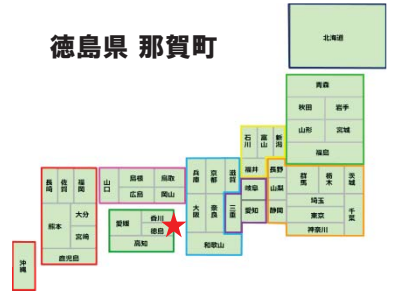 徳島県 那賀町
北海道
青森
秋田 岩手
山形 宮城
福島
石川 富山 新潟
福井 長野
岐阜 山梨
愛知 静岡
群馬 栃木 茨城
埼玉
東京
千葉
神奈川
兵庫 京都 滋賀
大阪 奈良 三重
和歌山
山口 島根 鳥取
広島 岡山
愛媛 香川
徳島
高知
長崎 佐賀 福岡
熊本 大分
宮崎
鹿児島
沖縄